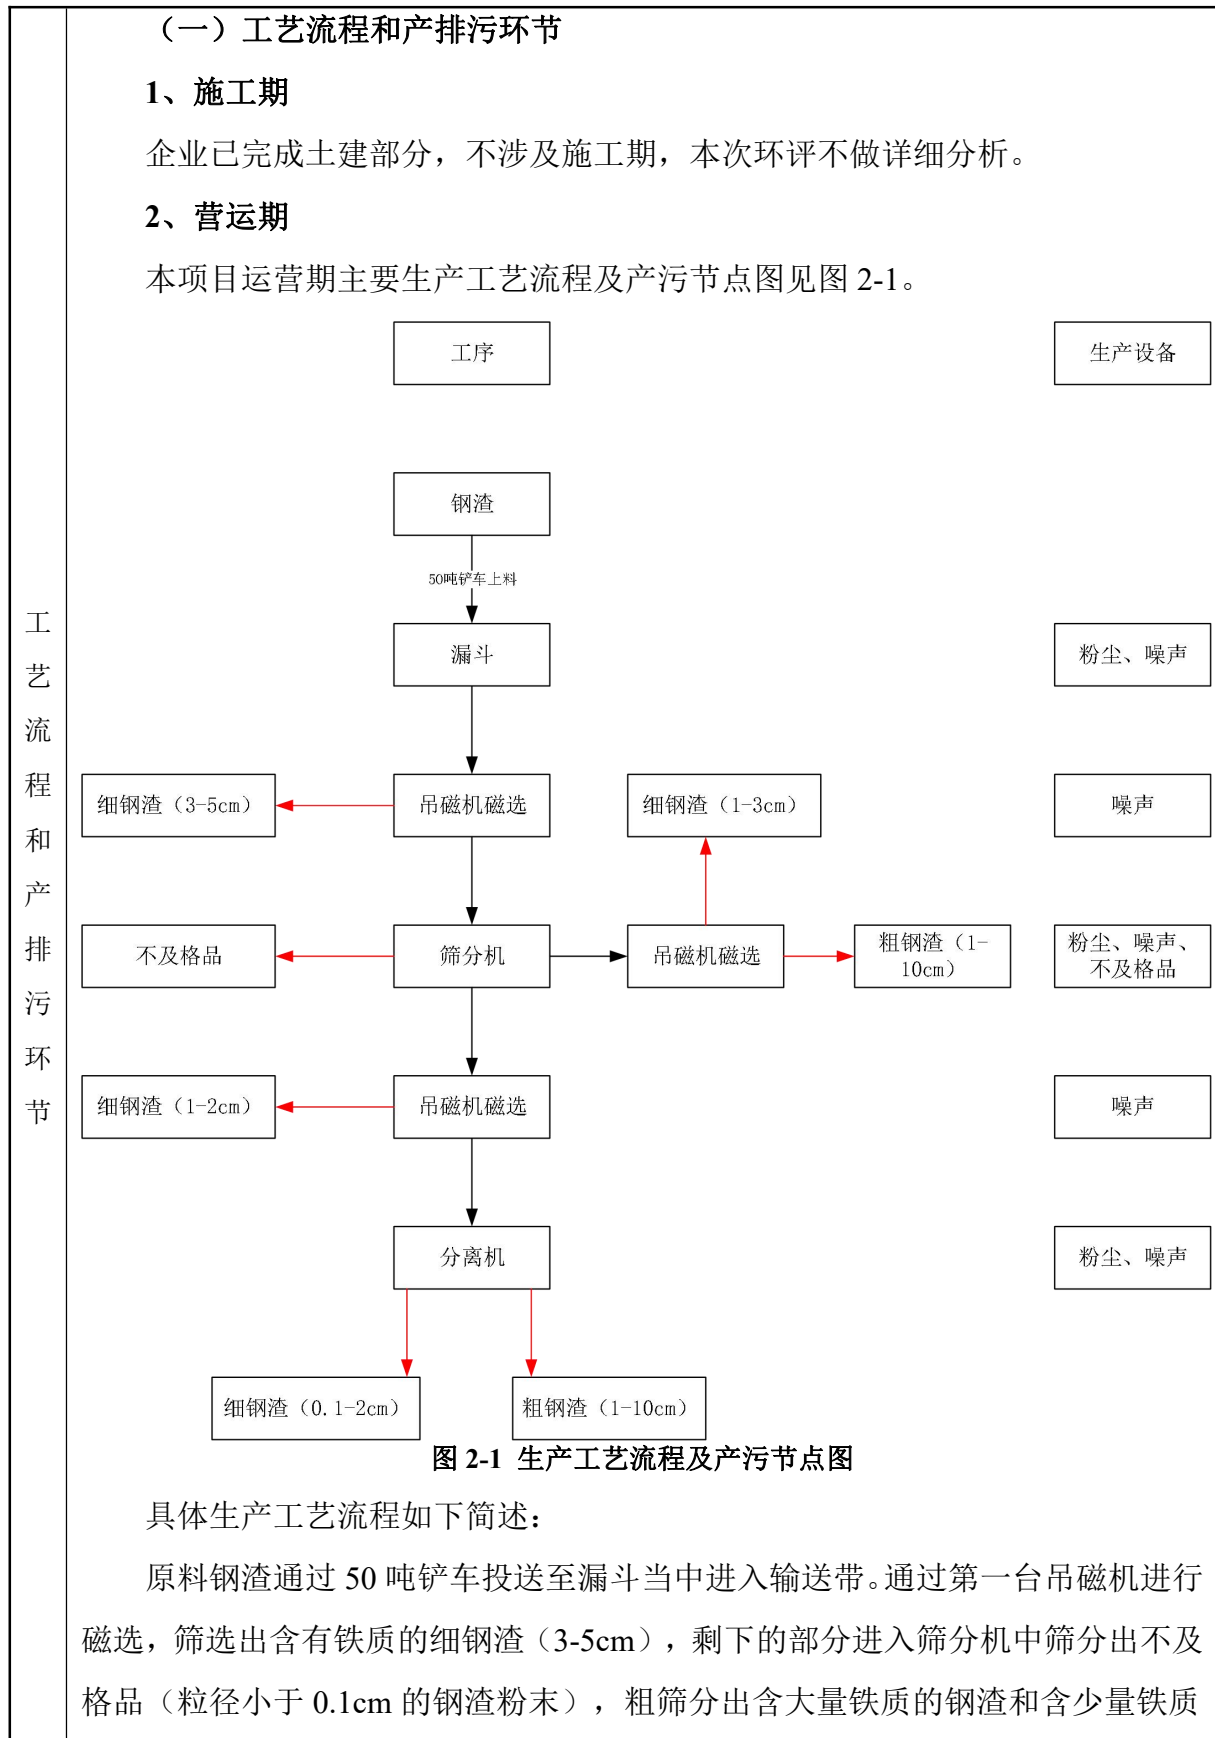 （一）工艺流程和产排污环节
1、施工期
企业已完成土建部分，不涉及施工期，本次环评不做详细分析。
2、营运期
本项目运营期主要生产工艺流程及产污节点图见图 2-1。
工序
生产设备
钢渣
50吨铲车上料
漏斗
粉尘、噪声
细钢渣（3-5cm）
吊磁机磁选
细钢渣（1-3cm）
噪声
不及格品
筛分机
吊磁机磁选
粗钢渣（1-
10cm）
粉尘、噪声、
不及格品
细钢渣（1-2cm）
吊磁机磁选
噪声
分离机
粉尘、噪声
细钢渣（0.1-2cm）
粗钢渣（1-10cm）
图 2-1 生产工艺流程及产污节点图
具体生产工艺流程如下简述：
原料钢渣通过 50 吨铲车投送至漏斗当中进入输送带。通过第一台吊磁机进行
磁选，筛选出含有铁质的细钢渣（3-5cm），剩下的部分进入筛分机中筛分出不及
格品（粒径小于 0.1cm 的钢渣粉末），粗筛分出含大量铁质的钢渣和含少量铁质
工
艺
流
程
和
产
排
污
环
节